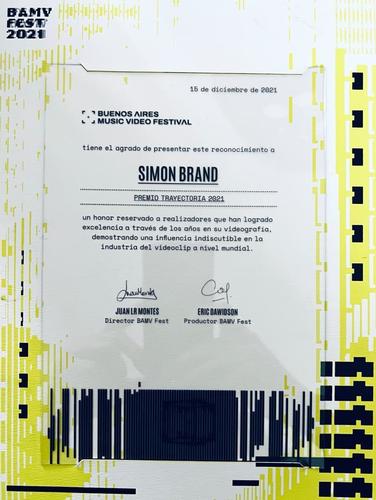 BAMV
FEST
2021
15 de diciembre de 2021
BUENOS AIRES
MUSIC VIDEO FESTIVAL
tiene el agrado de presentar este reconocimiento a
SIMON BRAND
PREMIO TRAYECTORIA 2021
un honor reservado a realizadores que han logrado
excelencia a través de los años en su videografía,
demostrando una influencia indiscutible en la
industria del videoclip a nivel mundial.
JUAN LR MONTES
Director BAMV Fest
ERIC DAWIDSON
Productor BAMV Fest